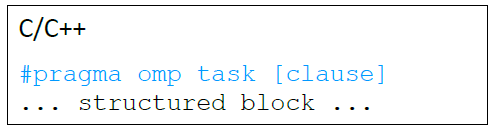 C/C++
#pragma omp task [clause]
... structured block ...